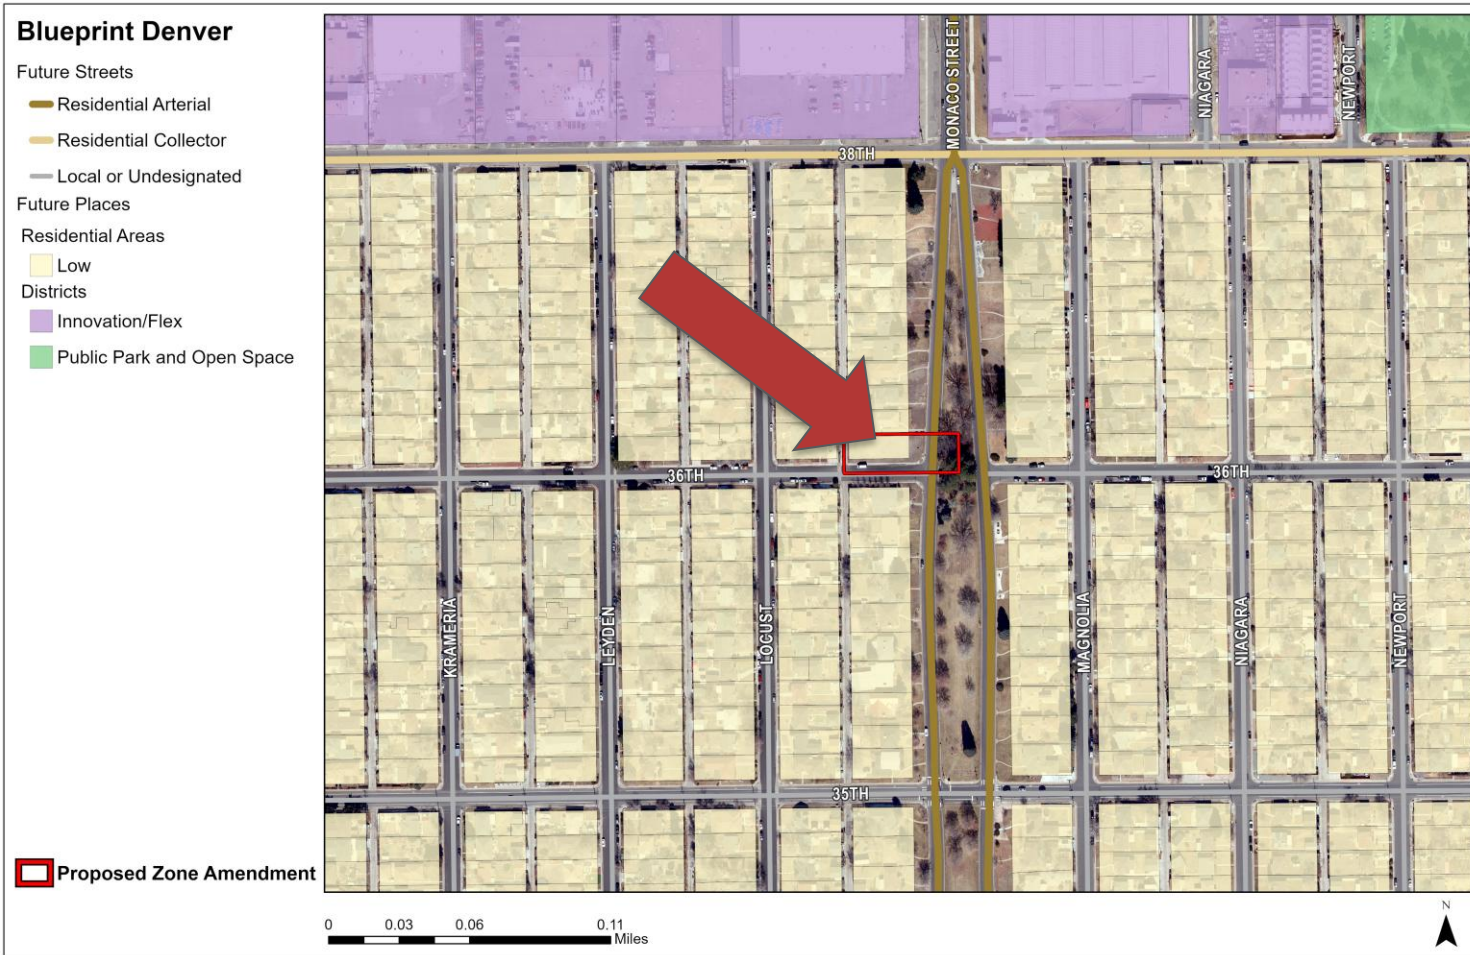 Blueprint Denver
Future Streets
Residential Arterial
Residential Collector
Local or Undesignated
Future Places
Residential Areas
Low
Districts
Innovation/Flex
Public Park and Open Space
Proposed Zone Amendment
MONACO STREET
NIAGARA
NEWPORT
38TH
36TH
36TH
KRAMERIA
LEYDEN
LOCUST
MAGNOLIA
NIAGARA
NEWPORT
35TH
0 0.03 0.06 0.11
Miles
N